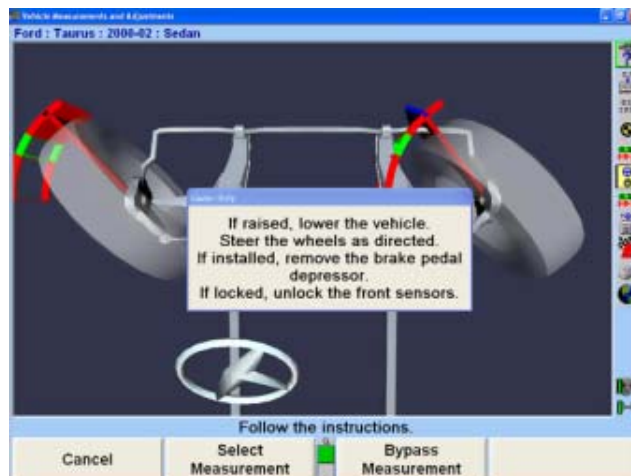 Vehicle Measurements and Adjustments
Ford : Taurus : 2000-02 : Sedan
If raised, lower the vehicle.
Steer the wheels as directed.
If installed, remove the brake pedal
depressor.
If locked, unlock the front sensors.
Follow the instructions.
Cancel
Select
Measurement
Bypass
Measurement